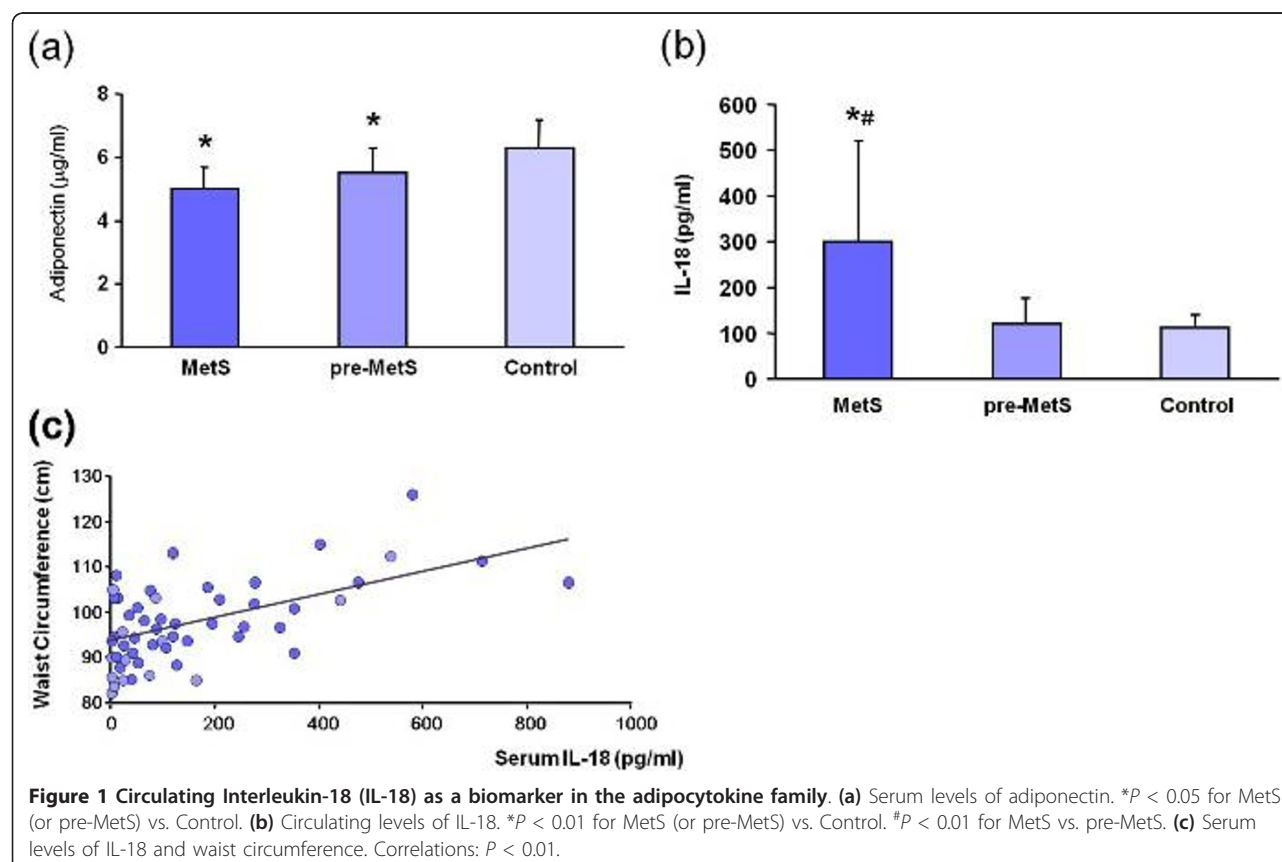 (a)
8
6
4
2
0
Adiponectin (µg/ml)
*
*
MetS
pre-MetS
Control
(b)
600
500
400
300
200
100
0
IL-18 (pg/ml)
*#
MetS
pre-MetS
Control
(c)
130
120
110
100
90
80
Waist Circumference (cm)
0
200
400
600
800
1000
Serum IL-18 (pg/ml)
Figure 1 Circulating Interleukin-18 (IL-18) as a biomarker in the adipocytokine family. (a) Serum levels of adiponectin. *P < 0.05 for MetS
(or pre-MetS) vs. Control. (b) Circulating levels of IL-18. *P < 0.01 for MetS (or pre-MetS) vs. Control. #P < 0.01 for MetS vs. pre-MetS. (c) Serum
levels of IL-18 and waist circumference. Correlations: P < 0.01.